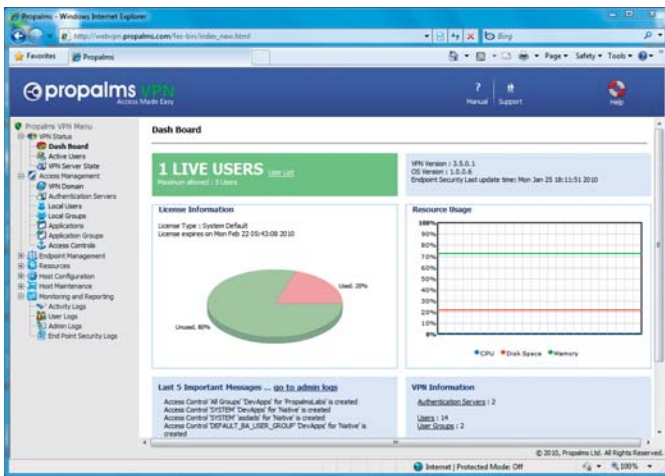 Propalms - Windows Internet Explorer
http://webvpn.propalms.com/fes-bin/index_new.html
Bing
Favorites Propalms
Page Safety Tools
propalms VPN
Access Made Easy
Manual Support Help
Propalms VPN Menu
VPN Status
Dash Board
Active Users
VPN Server State
Access Management
VPN Domain
Authentication Servers
Local Users
Local Groups
Applications
Application Groups
Access Controls
Endpoint Management
Resources
Host Configuration
Host Maintenance
Monitoring and Reporting
Activity Logs
User Logs
Admin Logs
End Point Security Logs
Dash Board
1 LIVE USERS User List
Maximum allowed : 5 Users
VPN Version : 3.5.0.1
OS Version : 1.0.0.6
Endpoint Security Last update time: Mon Jan 25 18:11:51 2010
License Information
License Type : System Default
License expires on Mon Feb 22 05:43:08 2010
Used, 20%
Unused, 80%
Resource Usage
100%
90%
80%
70%
60%
50%
40%
30%
20%
10%
0%
CPU Disk Space Memory
Last 5 Important Messages ... go to admin logs
Access Control 'All Groups' 'DevApps' for 'PropalmsLabs' is created
Access Control 'SYSTEM' 'DevApps' for 'Native' is created
Access Control 'SYSTEM' 'asdads' for 'Native' is created
Access Control 'DEFAULT_BA_USER_GROUP' 'DevApps' for 'Native' is
created
VPN Information
Authentication Servers : 2
Users : 14
User Groups : 2
© 2010, Propalms Ltd. All Rights Reserved.
Internet | Protected Mode: Off
100%